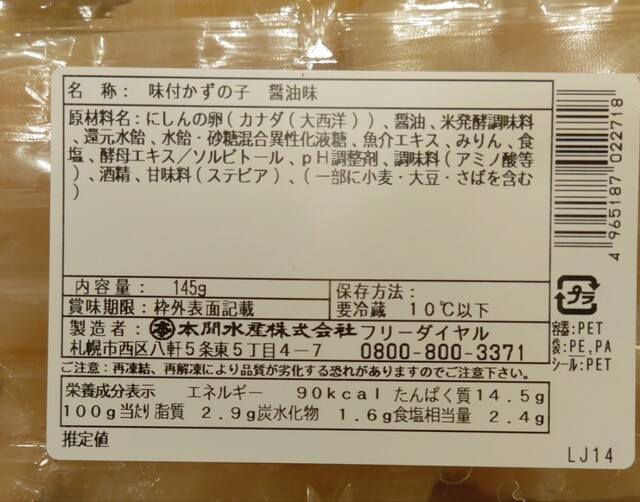 名 称: 味付かずの子 醤油味
原材料名:にしんの卵(カナダ(大西洋))、醤油、米発酵調味料
、還元水飴、水飴・砂糖混合異性化液糖、魚介エキス、みりん、食
塩、酵母エキス/ソルビトール、pH調整剤、調味料(アミノ酸等
)、酒精、甘味料(ステビア)、(一部に小麦・大豆・さばを含む
)
内容量: 145g
賞味期限:枠外表面記載
保存方法:
要冷蔵 10℃以下
製造者:本間水産株式会社フリーダイヤル
札幌市西区八軒5条東5丁目4-7 0800-800-3371
ご注意:再凍結、再解凍により品質が劣化する恐れがありますのでご注意下さい。
栄養成分表示 エネルギー 90kcal たんぱく質14.5g
100g当たり 脂質 2.9g炭水化物 1.6g食塩相当量 2.4g
推定値
4 965187 022718
プラ
容器:PET
袋:PE,PA
シール:PET
LJ14